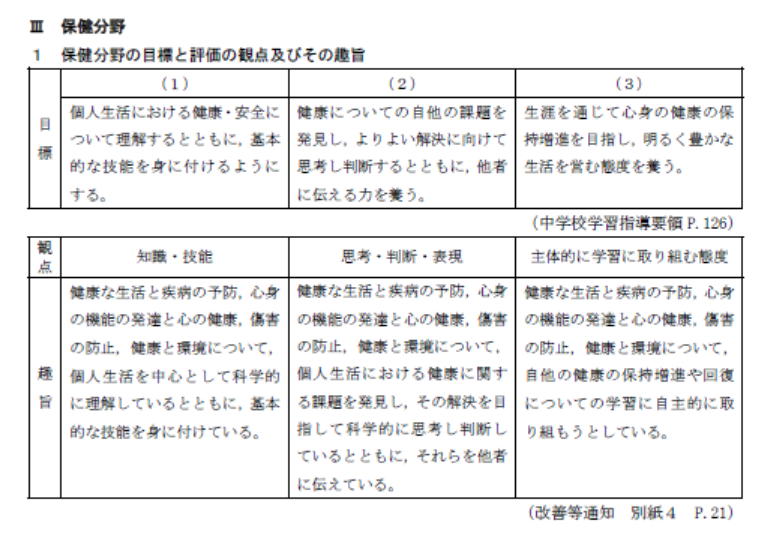 Ⅲ　保健分野
1　保健分野の目標と評価の観点及びその趣旨
目標
(1)
個人生活における健康・安全に
ついて理解するとともに，基本
的な技能を身に付けるように
する。
(2)
健康についての自他の課題を
発見し，よりよい解決に向けて
思考し判断するとともに，他者
に伝える力を養う。
(3)
生涯を通じて心身の健康の保
持増進を目指し，明るく豊かな
生活を営む態度を養う。
（中学校学習指導要領 P. 126）
観点
知識・技能
思考・判断・表現
主体的に学習に取り組む態度
趣旨
健康な生活と疾病の予防，心身
の機能の発達と心の健康，傷害
の防止，健康と環境について，
個人生活を中心として科学的
に理解しているとともに，基本
的な技能を身に付けている。
健康な生活と疾病の予防，心身
の機能の発達と心の健康，傷害
の防止，健康と環境について，
個人生活における健康に関す
る課題を発見し，その解決を目
指して科学的に思考し判断し
ているとともに，それらを他者
に伝えている。
健康な生活と疾病の予防，心身
の機能の発達と心の健康，傷害
の防止，健康と環境について，
自他の健康の保持増進や回復
についての学習に自主的に取
り組もうとしている。
（改善等通知　別紙４　P. 21）